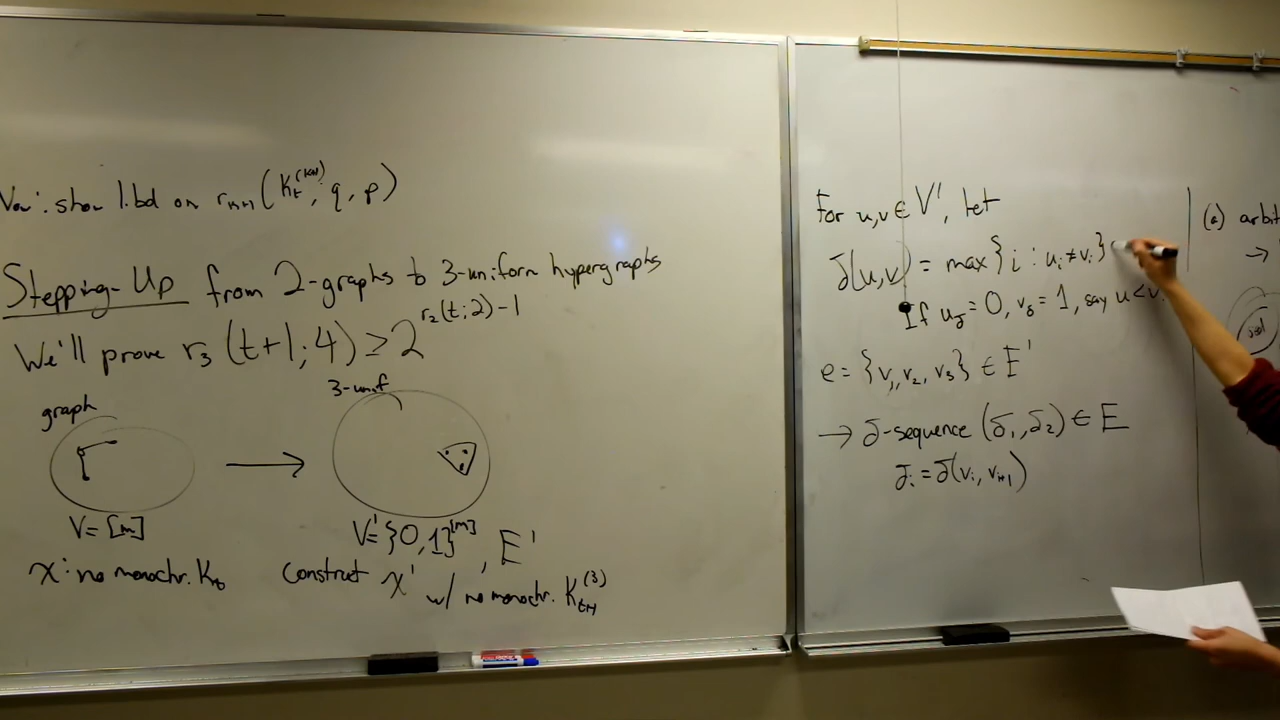 Now: show l.bd on r_{k+1}(K_t^{(k+1)}; q, p)
Stepping-Up from 2-graphs to 3-uniform hypergraphs
We'll prove r_3(t+1; 4) ≥ 2^{r_2(t; 2) - 1}
graph
3-unif
V = [m]
V' = {0,1}^{[m]}, E'
χ: no monochr. K_t
construct χ' w/ no monochr. K_{t+1}^{(3)}
For u,v ∈ V', let
δ(u,v) = max{i : u_i ≠ v_i}
If u_δ = 0, v_δ = 1, say u < v.
e = {v_1, v_2, v_3} ∈ E'
→ δ-sequence (δ_1, δ_2) ∈ E
δ_i = δ(v_i, v_{i+1})
arbit
→